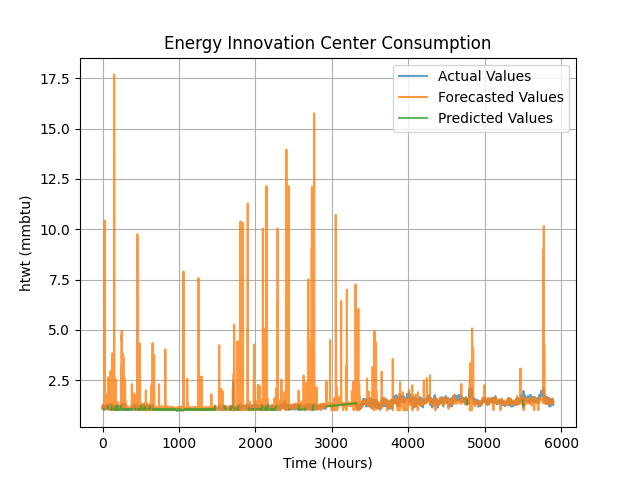 Energy Innovation Center Consumption
Actual Values
Forecasted Values
Predicted Values
17.5
15.0
12.5
10.0
7.5
5.0
2.5
htwt (mmbtu)
0 1000 2000 3000 4000 5000 6000
Time (Hours)